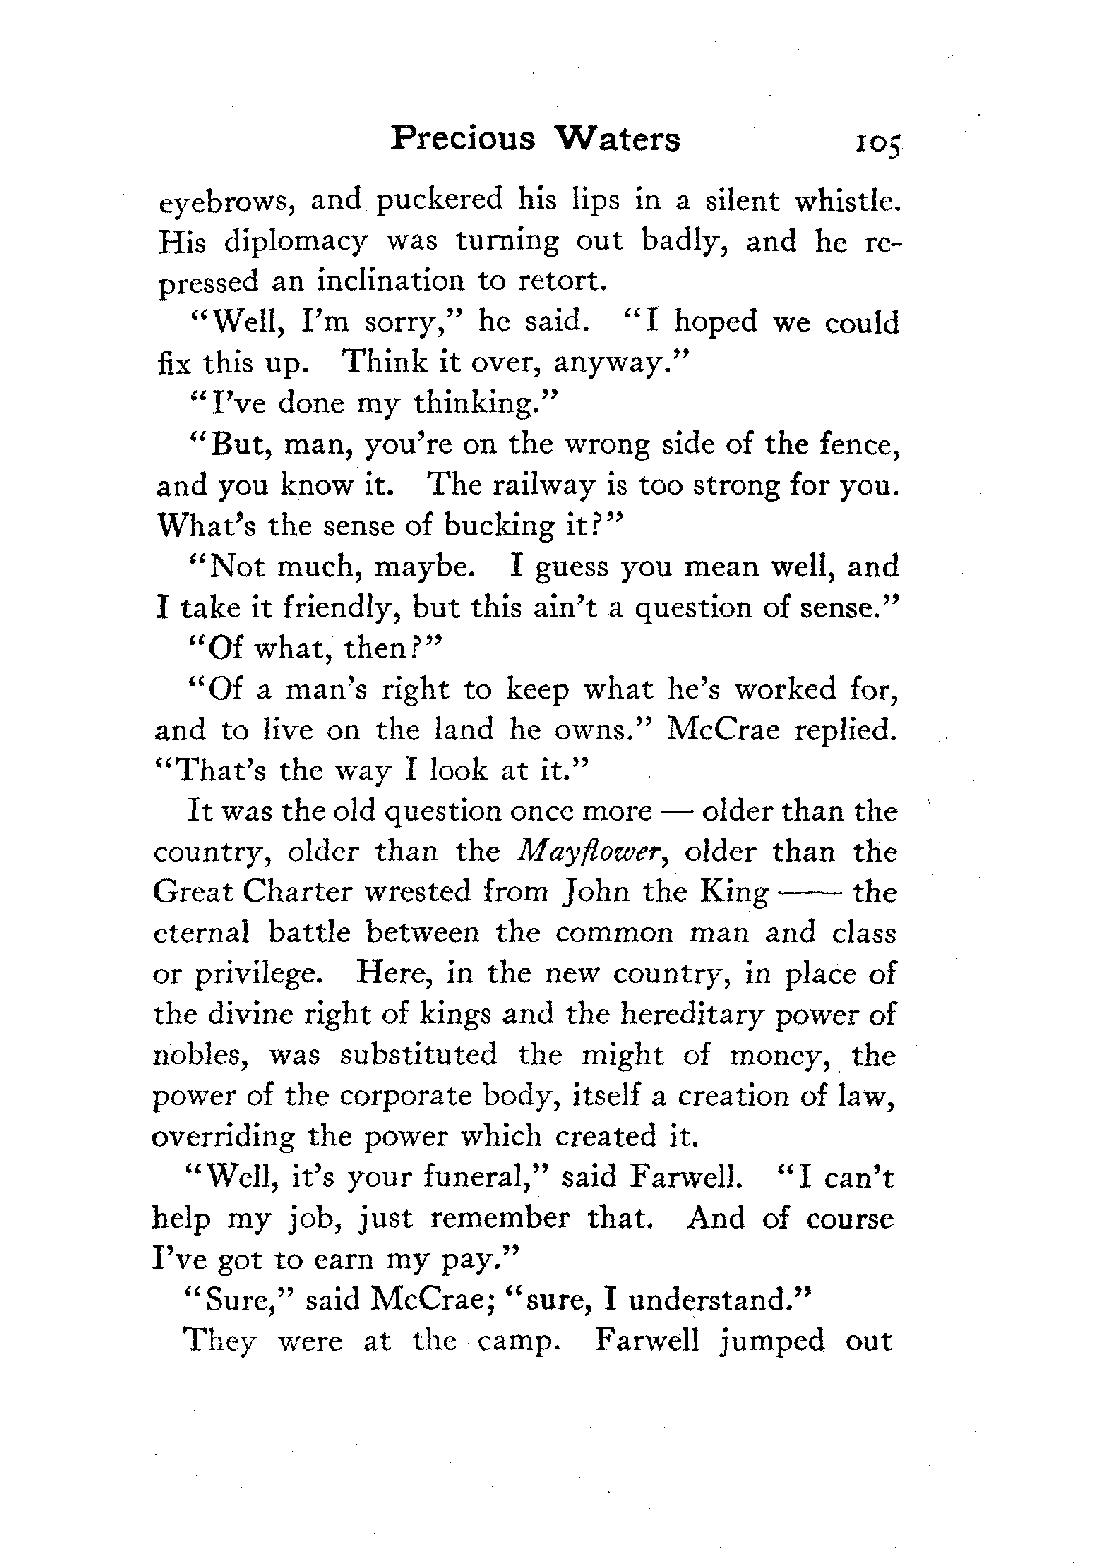 Precious Waters 105
eyebrows, and puckered his lips in a silent whistle.
His diplomacy was turning out badly, and he re-
pressed an inclination to retort.
“Well, I’m sorry,” he said. “I hoped we could
fix this up. Think it over, anyway.”
“I’ve done my thinking.”
“But, man, you’re on the wrong side of the fence,
and you know it. The railway is too strong for you.
What’s the sense of bucking it?”
“Not much, maybe. I guess you mean well, and
I take it friendly, but this ain’t a question of sense.”
“Of what, then?”
“Of a man’s right to keep what he’s worked for,
and to live on the land he owns.” McCrae replied.
“That’s the way I look at it.”
It was the old question once more — older than the
country, older than the Mayflower, older than the
Great Charter wrested from John the King —— the
eternal battle between the common man and class
or privilege. Here, in the new country, in place of
the divine right of kings and the hereditary power of
nobles, was substituted the might of money, the
power of the corporate body, itself a creation of law,
overriding the power which created it.
“Well, it’s your funeral,” said Farwell. “I can’t
help my job, just remember that. And of course
I’ve got to earn my pay.”
“Sure,” said McCrae; “sure, I understand.”
They were at the camp. Farwell jumped out